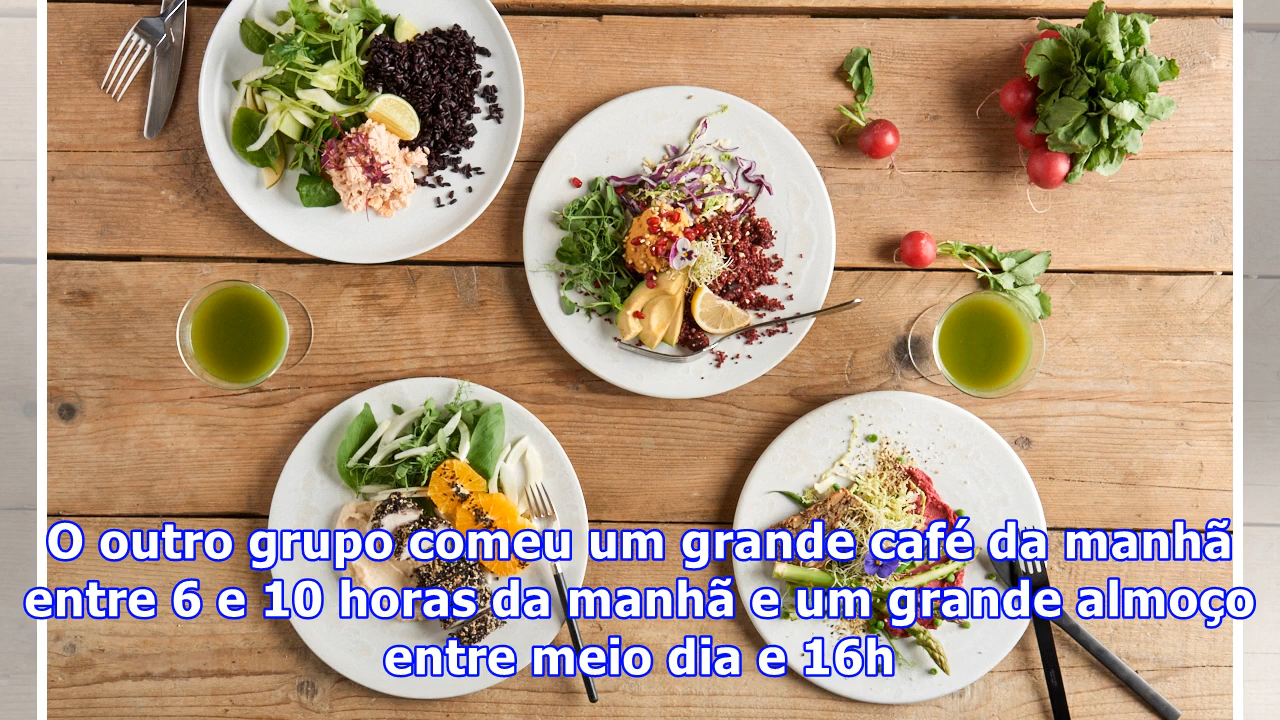 O outro grupo comeu um grande café da manhã
entre 6 e 10 horas da manhã e um grande almoço
entre meio dia e 16h